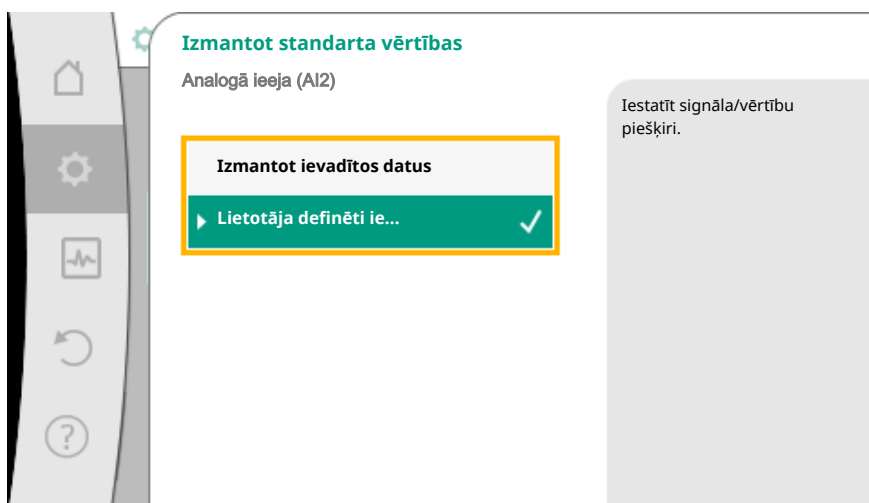 Izmantot standarta vērtības
Analogā ieeja (AI2)
Iestatīt signāla/vērtību
piešķiri.
Izmantot ievadītos datus
Lietotāja definēti ie...
?